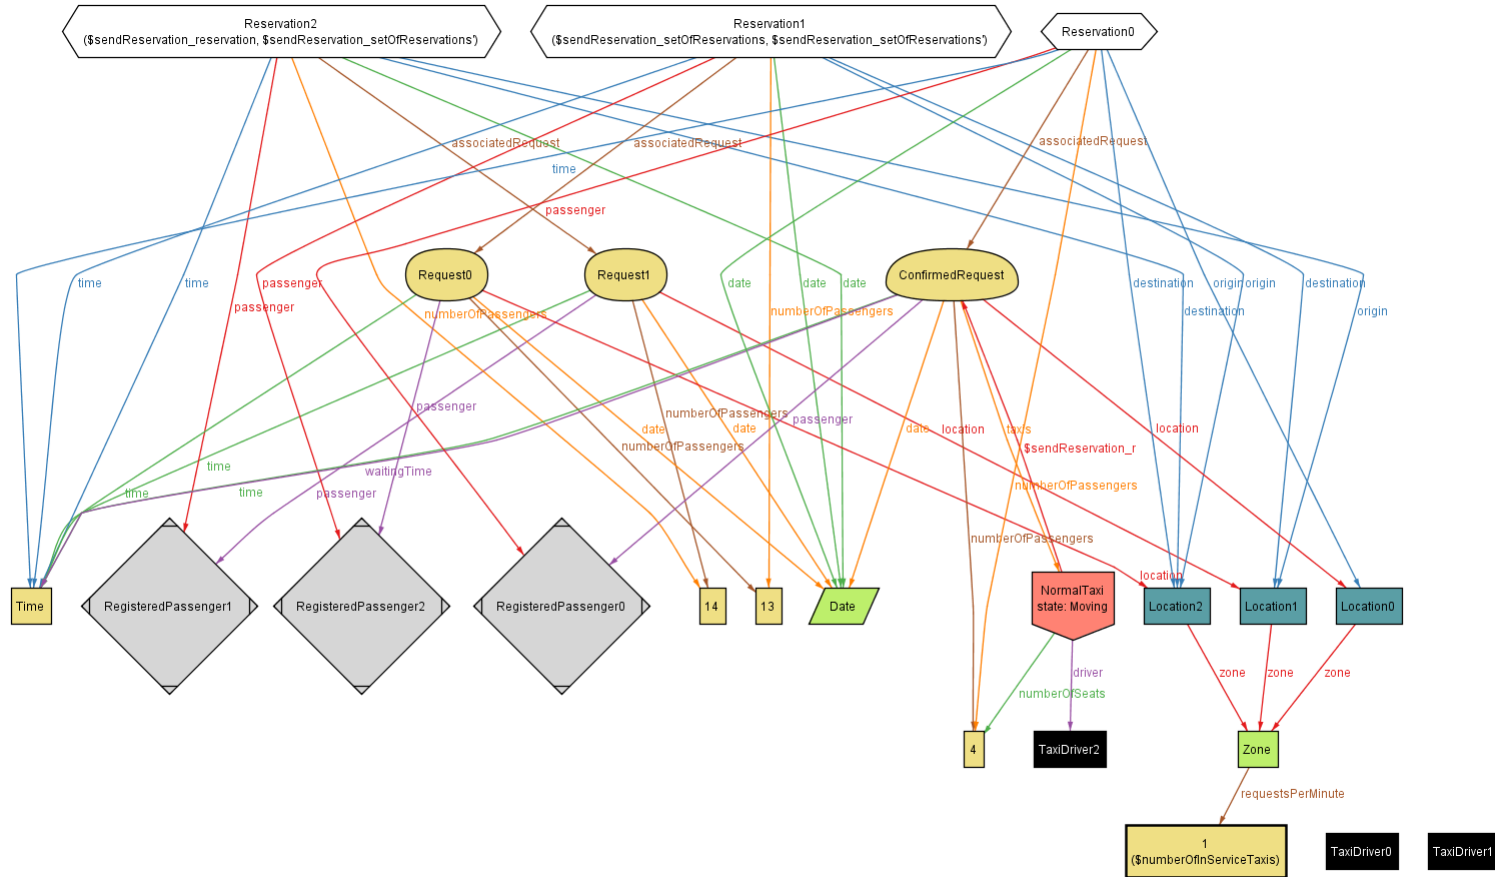 Reservation2
($sendReservation_reservation, $sendReservation_setOfReservations')
Reservation1
($sendReservation_setOfReservations, $sendReservation_setOfReservations')
Reservation0
associatedRequest
associatedRequest
associatedRequest
time
passenger
Request0
Request1
ConfirmedRequest
time
time
passenger
passenger
date
date
date
destination
origin
origin
destination
numberOfPassengers
numberOfPassengers
destination
origin
passenger
numberOfPassengers
passenger
date
date
date
location
taxis
location
numberOfPassengers
$sendReservation_r
time
waitingTime
numberOfPassengers
time
time
passenger
numberOfPassengers
location
Time
RegisteredPassenger1
RegisteredPassenger2
RegisteredPassenger0
14
13
Date
NormalTaxi
state: Moving
Location2
Location1
Location0
driver
zone
zone
zone
numberOfSeats
4
TaxiDriver2
Zone
requestsPerMinute
1
($numberOfInServiceTaxis)
TaxiDriver0
TaxiDriver1